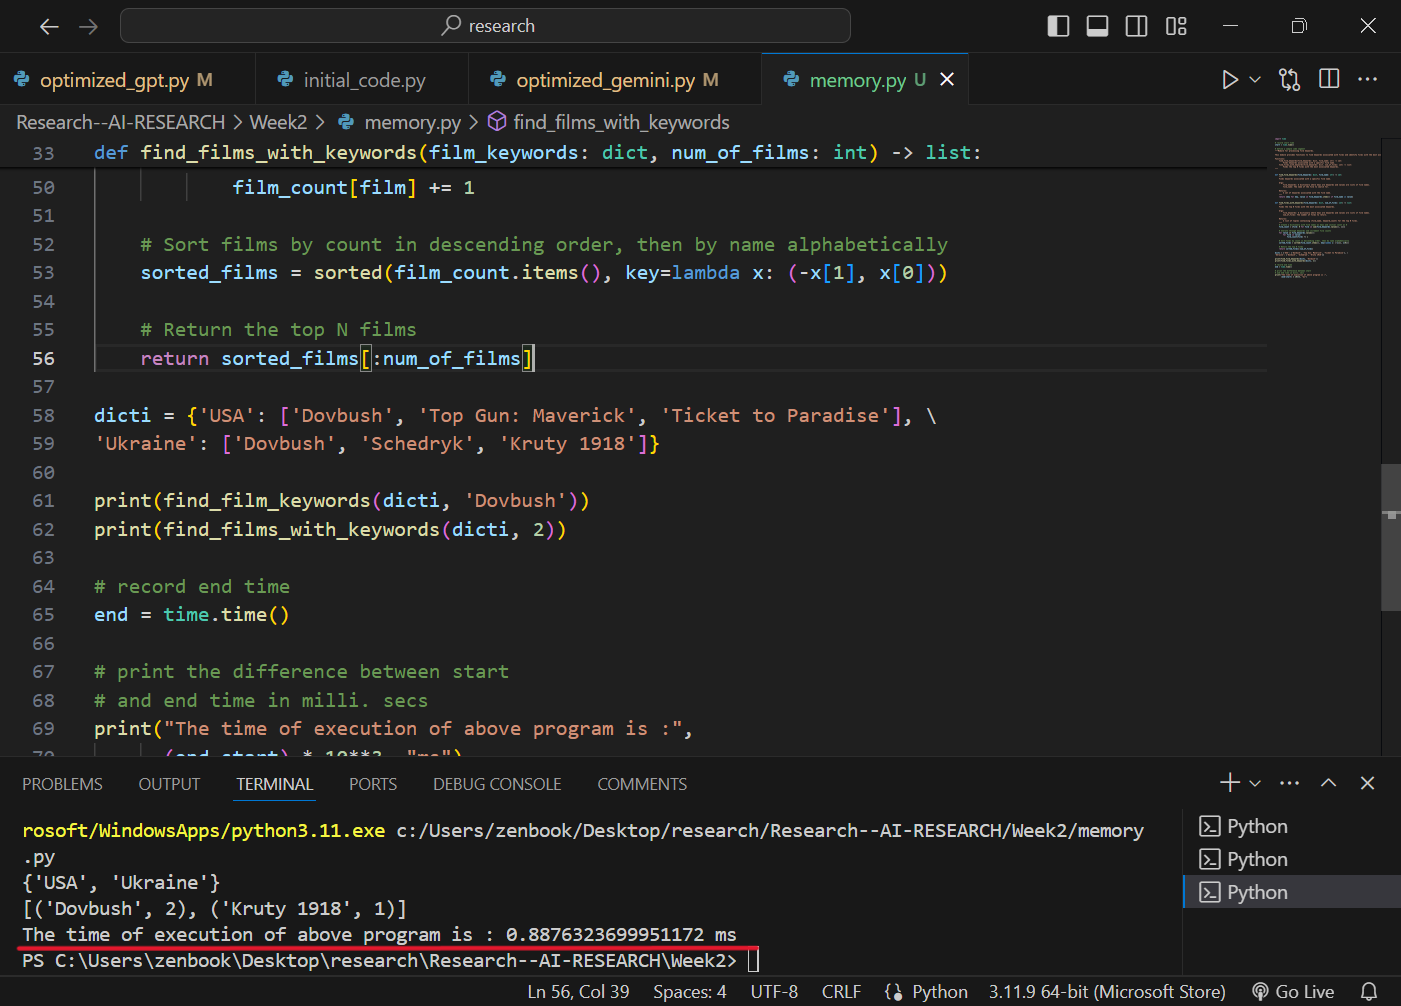 research
optimized_gpt.py M
initial_code.py
optimized_gemini.py M
memory.py U
Research--AI-RESEARCH > Week2 > memory.py > find_films_with_keywords
33 def find_films_with_keywords(film_keywords: dict, num_of_films: int) -> list:
50 film_count[film] += 1
51
52 # Sort films by count in descending order, then by name alphabetically
53 sorted_films = sorted(film_count.items(), key=lambda x: (-x[1], x[0]))
54
55 # Return the top N films
56 return sorted_films[:num_of_films]
57
58 dicti = {'USA': ['Dovbush', 'Top Gun: Maverick', 'Ticket to Paradise'], \
59 'Ukraine': ['Dovbush', 'Schedryk', 'Kruty 1918']}
60
61 print(find_film_keywords(dicti, 'Dovbush'))
62 print(find_films_with_keywords(dicti, 2))
63
64 # record end time
65 end = time.time()
66
67 # print the difference between start
68 # and end time in milli. secs
69 print("The time of execution of above program is :",
70 (end-start) * 10**3, "ms")
PROBLEMS OUTPUT TERMINAL PORTS DEBUG CONSOLE COMMENTS
rosoft/WindowsApps/python3.11.exe c:/Users/zenbook/Desktop/research/Research--AI-RESEARCH/Week2/memory
.py
{'USA', 'Ukraine'}
[('Dovbush', 2), ('Kruty 1918', 1)]
The time of execution of above program is : 0.8876323699951172 ms
PS C:\Users\zenbook\Desktop\research\Research--AI-RESEARCH\Week2>
Python
Python
Python
Ln 56, Col 39 Spaces: 4 UTF-8 CRLF Python 3.11.9 64-bit (Microsoft Store) Go Live